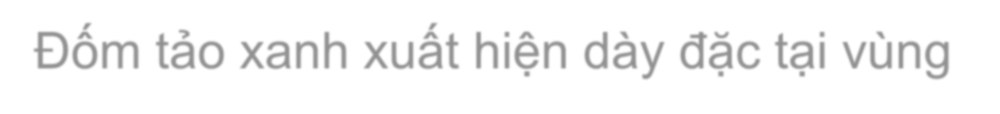 Đốm tảo xanh xuất hiện dày đặc tại vùng